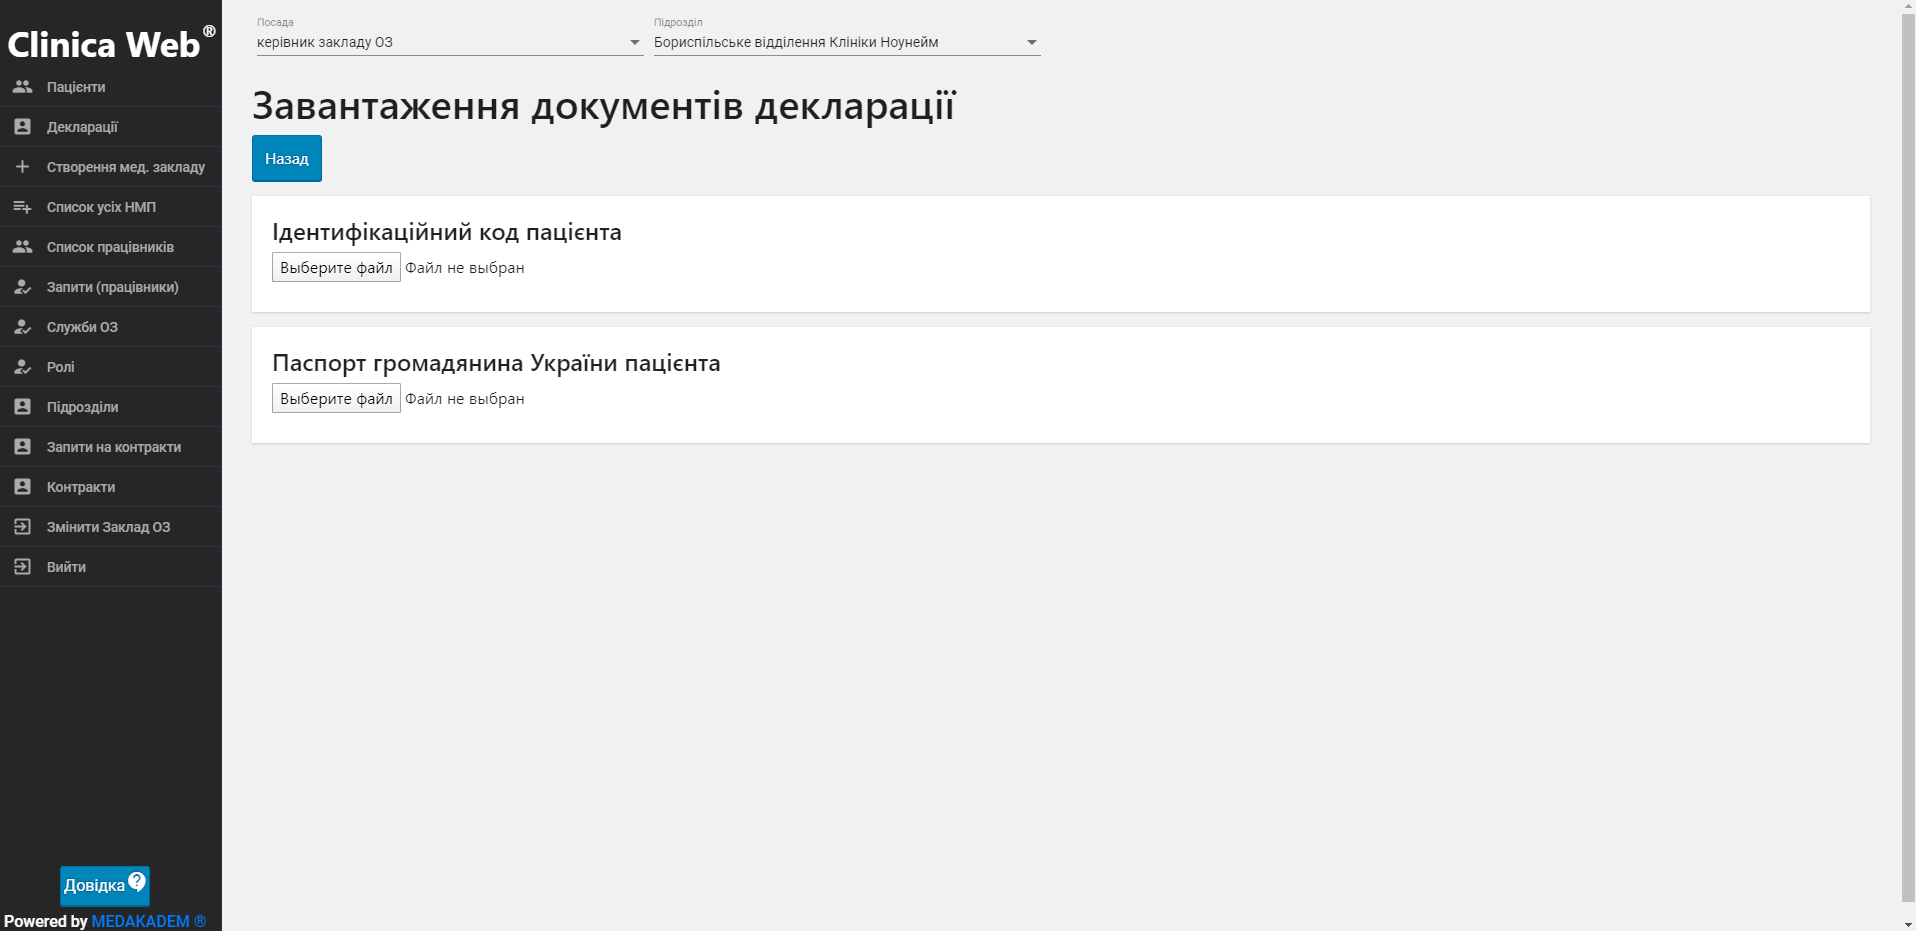 Clinica Web®
Пацієнти
Декларації
Створення мед. закладу
Список усіх НМП
Список працівників
Запити (працівники)
Служби ОЗ
Ролі
Підрозділи
Запити на контракти
Контракти
Змінити Заклад ОЗ
Вийти
Довідка ?
Powered by MEDAKADEM ®
Посада
керівник закладу ОЗ
Підрозділ
Бориспільське відділення Клініки Ноунейм
Завантаження документів декларації
Назад
Ідентифікаційний код пацієнта
Выберите файл Файл не выбран
Паспорт громадянина України пацієнта
Выберите файл Файл не выбран